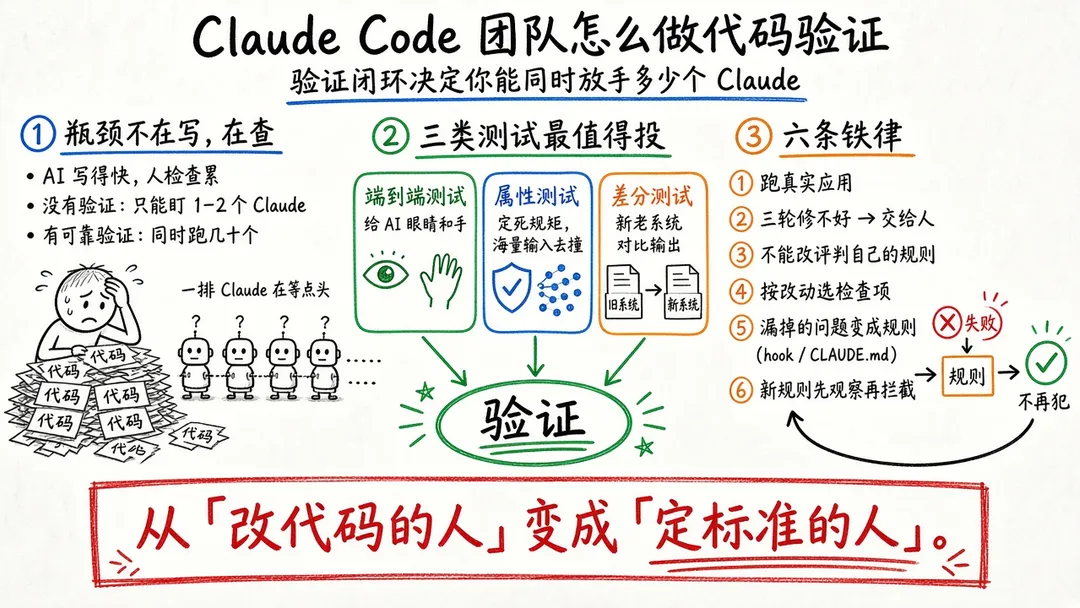 Claude Code 团队怎么做代码验证
验证闭环决定你能同时放手多少个 Claude
① 瓶颈不在写，在查
• AI 写得快，人检查累
• 没有验证：只能盯 1-2 个 Claude
• 有可靠验证：同时跑几十个
一排 Claude 在等点头
? ? ? ?
代码
代码
代码 代码
代码 代码
代码
代码
② 三类测试最值得投
端到端测试
给 AI 眼睛和手
属性测试
定死规矩，
海量输入去撞
差分测试
新老系统
对比输出
旧系统
新系统
验证
③ 六条铁律
① 跑真实应用
② 三轮修不好 → 交给人
③ 不能改评判自己的规则
④ 按改动选检查项
⑤ 漏掉的问题变成规则
(hook / CLAUDE.md)
⑥ 新规则先观察再拦截
失败
规则
不再犯
从「改代码的人」变成「定标准的人」。